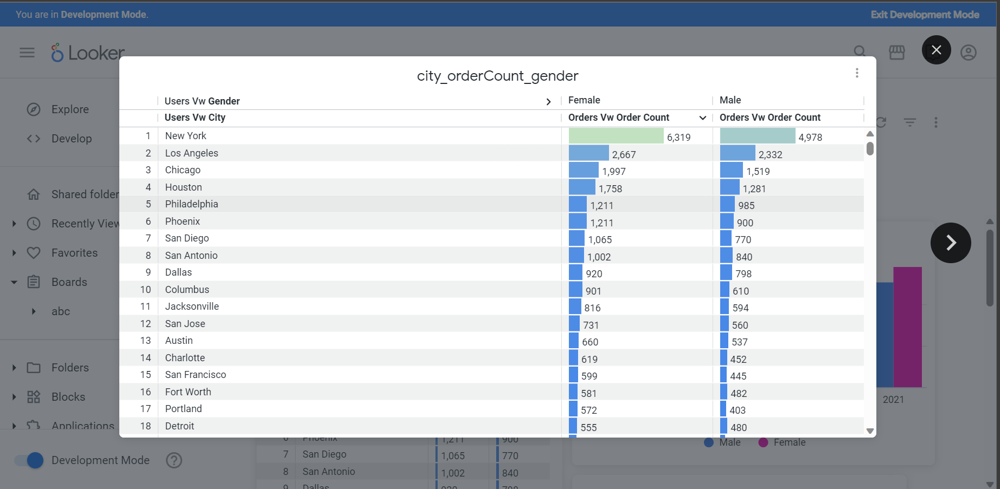 You are in Development Mode.
Exit Development Mode
Looker
city_orderCount_gender
Users Vw Gender Female Male
Users Vw City Orders Vw Order Count Orders Vw Order Count
1 New York 6,319 4,978
2 Los Angeles 2,667 2,332
3 Chicago 1,997 1,519
4 Houston 1,758 1,281
5 Philadelphia 1,211 985
6 Phoenix 1,211 900
7 San Diego 1,065 770
8 San Antonio 1,002 840
9 Dallas 920 798
10 Columbus 901 610
11 Jacksonville 816 594
12 San Jose 731 560
13 Austin 660 537
14 Charlotte 619 452
15 San Francisco 599 445
16 Fort Worth 581 482
17 Portland 572 403
18 Detroit 555 480
Explore
Develop
Shared folder
Recently View
Favorites
Boards
abc
Folders
Blocks
Applications
Development Mode
?
6 Phoenix 1,211 900
7 San Diego 1,065 770
8 San Antonio 1,002 840
9 Dallas 920 798
2021
Male Female